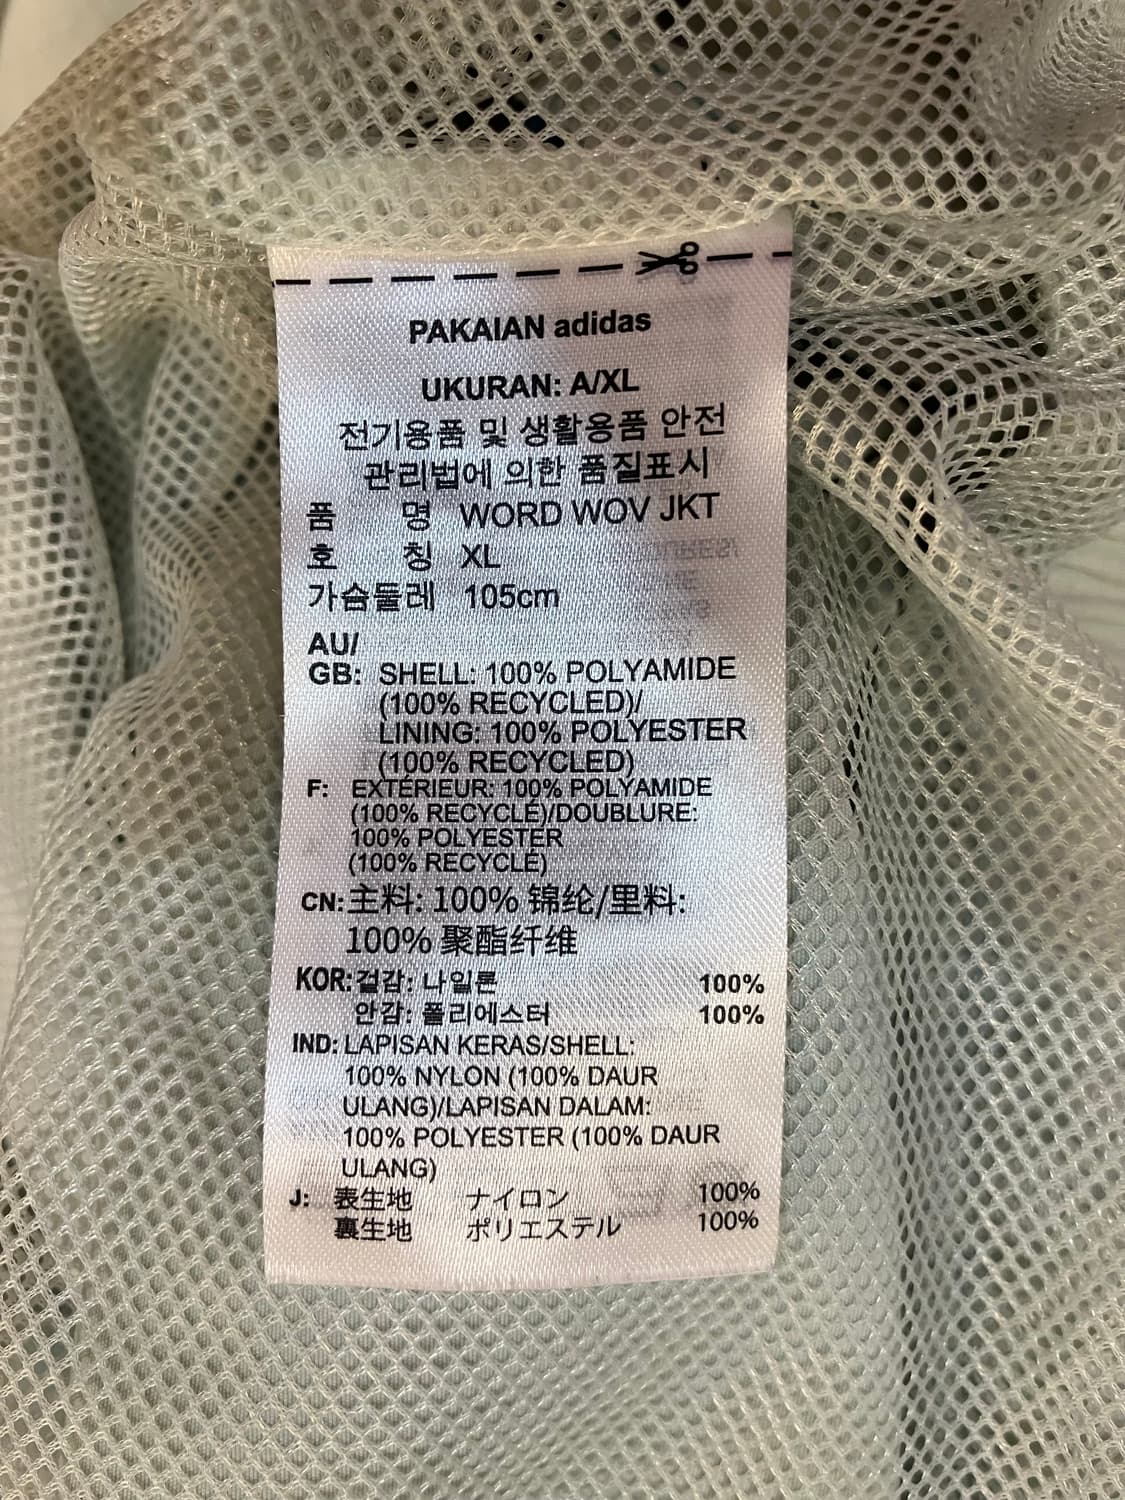 PAKAIAN adidas
UKURAN: A/XL
전기용품 및 생활용품 안전
관리법에 의한 품질표시
품 명 WORD WOV JKT
호 칭 XL
가슴둘레 105cm
AU/
GB: SHELL: 100% POLYAMIDE
(100% RECYCLED)/
LINING: 100% POLYESTER
(100% RECYCLED)
F: EXTÉRIEUR: 100% POLYAMIDE
(100% RECYCLÉ)/DOUBLURE:
100% POLYESTER
(100% RECYCLÉ)
CN: 主料: 100% 锦纶/里料:
100% 聚酯纤维
KOR: 겉감: 나일론 100%
안감: 폴리에스터 100%
IND: LAPISAN KERAS/SHELL:
100% NYLON (100% DAUR
ULANG)/LAPISAN DALAM:
100% POLYESTER (100% DAUR
ULANG)
J: 表生地 ナイロン 100%
裏生地 ポリエステル 100%